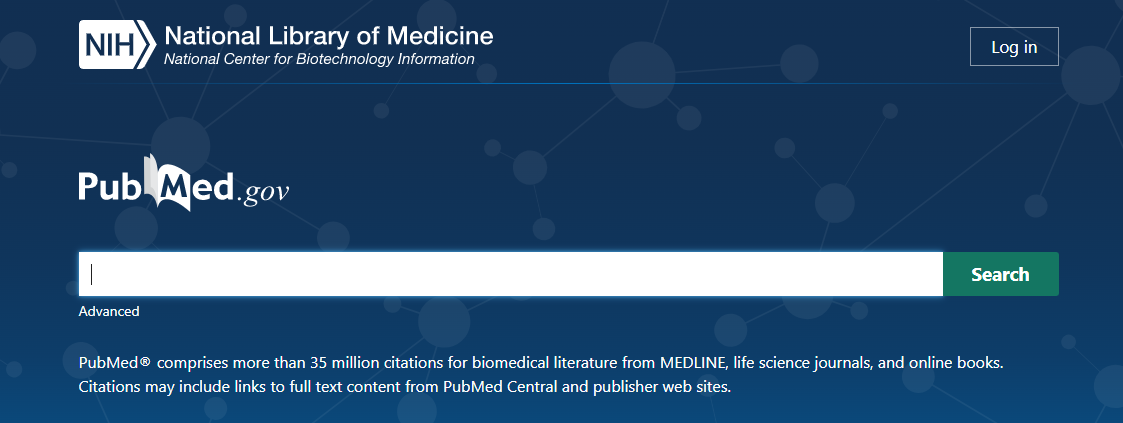 NIH
National Library of Medicine
National Center for Biotechnology Information
Log in
PubMed.gov
Search
Advanced
PubMed® comprises more than 35 million citations for biomedical literature from MEDLINE, life science journals, and online books.
Citations may include links to full text content from PubMed Central and publisher web sites.